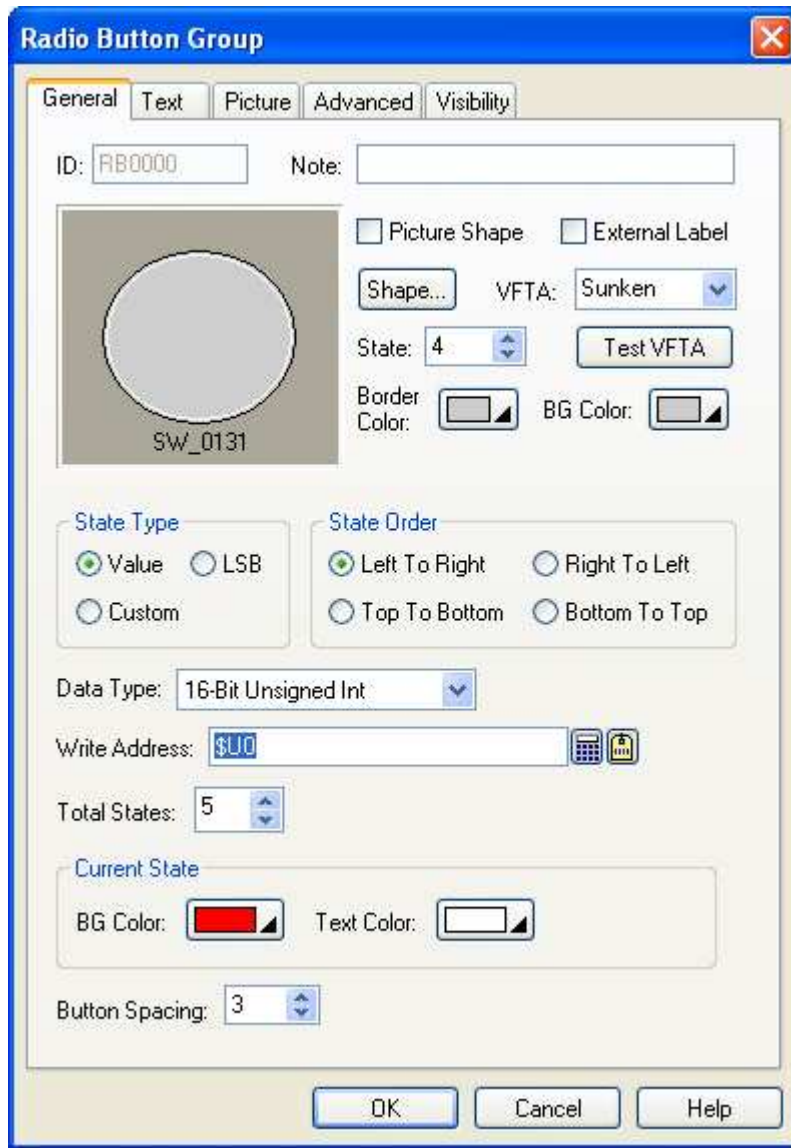 Radio Button Group
General Text Picture Advanced Visibility
ID: RB0000 Note:
Picture Shape External Label
Shape... VFTA: Sunken
State: 4 Test VFTA
Border Color: BG Color:
SW_0131
State Type State Order
Value LSB Left To Right Right To Left
Custom Top To Bottom Bottom To Top
Data Type: 16-Bit Unsigned Int
Write Address: $U0
Total States: 5
Current State
BG Color: Text Color:
Button Spacing: 3
OK Cancel Help